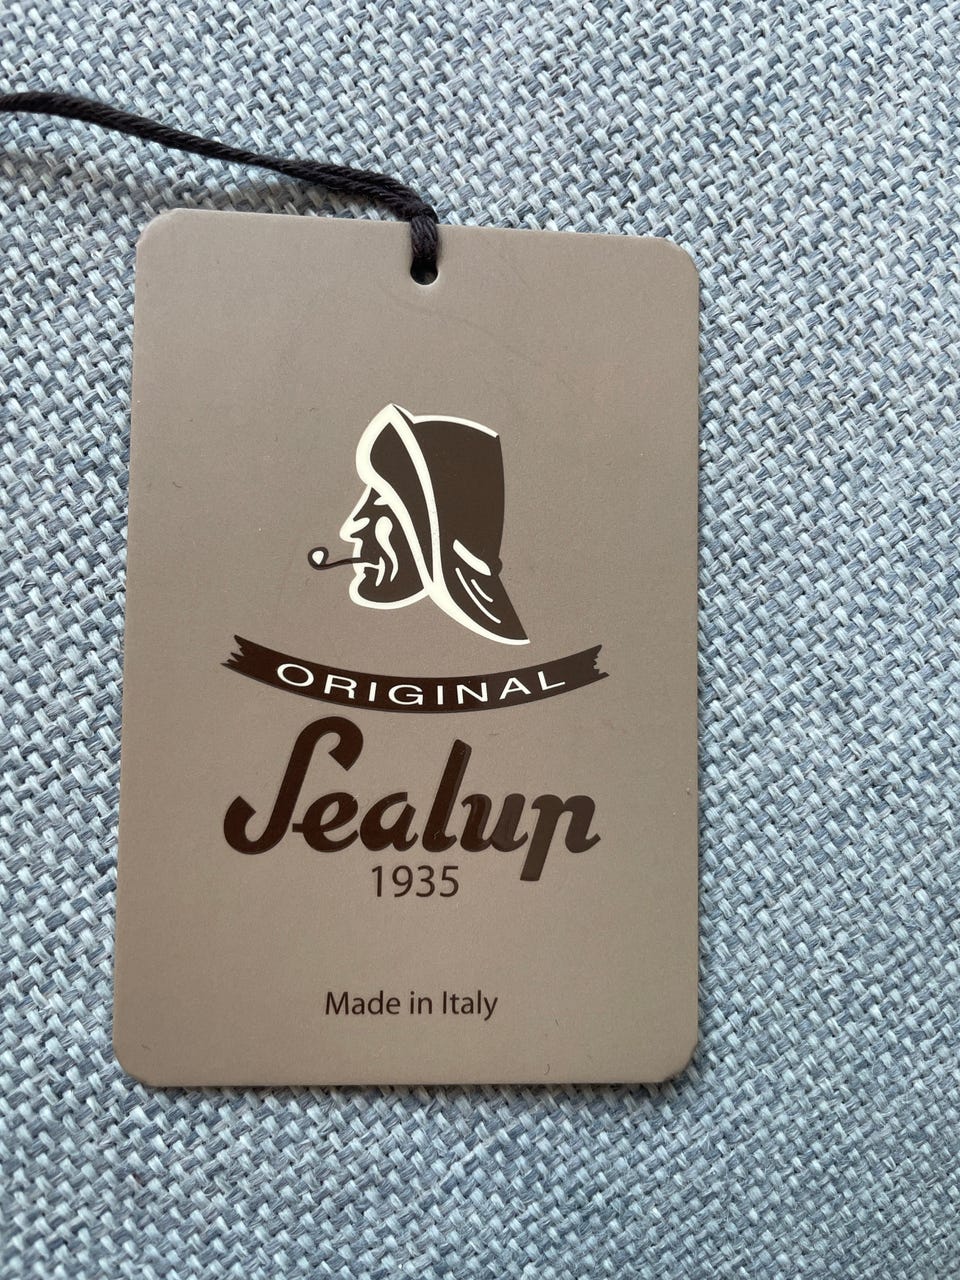 ORIGINAL
Sealup
1935
Made in Italy